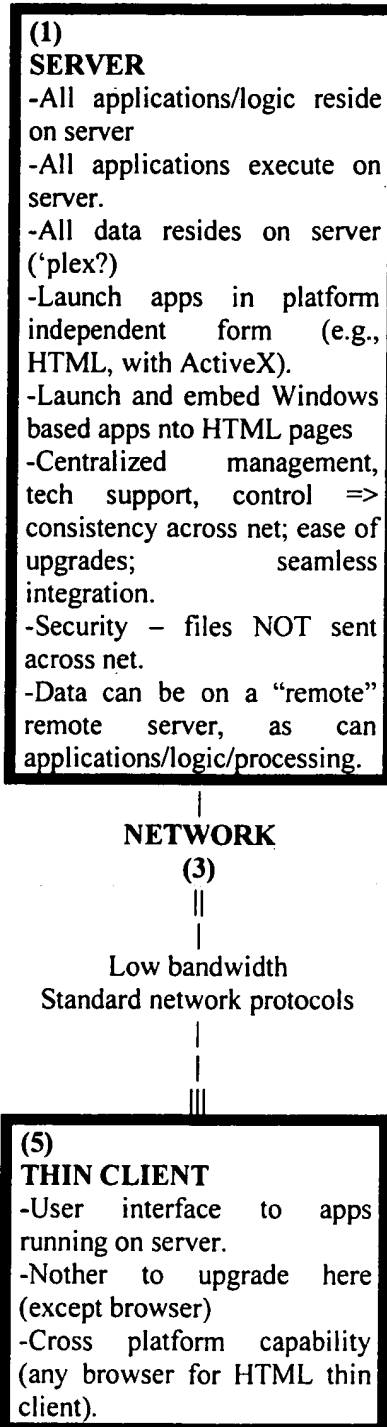 (1)
SERVER
-All applications/logic reside
on server
-All applications execute on
server.
-All data resides on server
('plex?)
-Launch apps in platform
independent form (e.g.,
HTML, with ActiveX).
-Launch and embed Windows
based apps nto HTML pages
-Centralized management,
tech support, control =>
consistency across net; ease of
upgrades; seamless
integration.
-Security – files NOT sent
across net.
-Data can be on a “remote”
remote server, as can
applications/logic/processing.
NETWORK
(3)
Low bandwidth
Standard network protocols
(5)
THIN CLIENT
-User interface to apps
running on server.
-Nother to upgrade here
(except browser)
-Cross platform capability
(any browser for HTML thin
client).